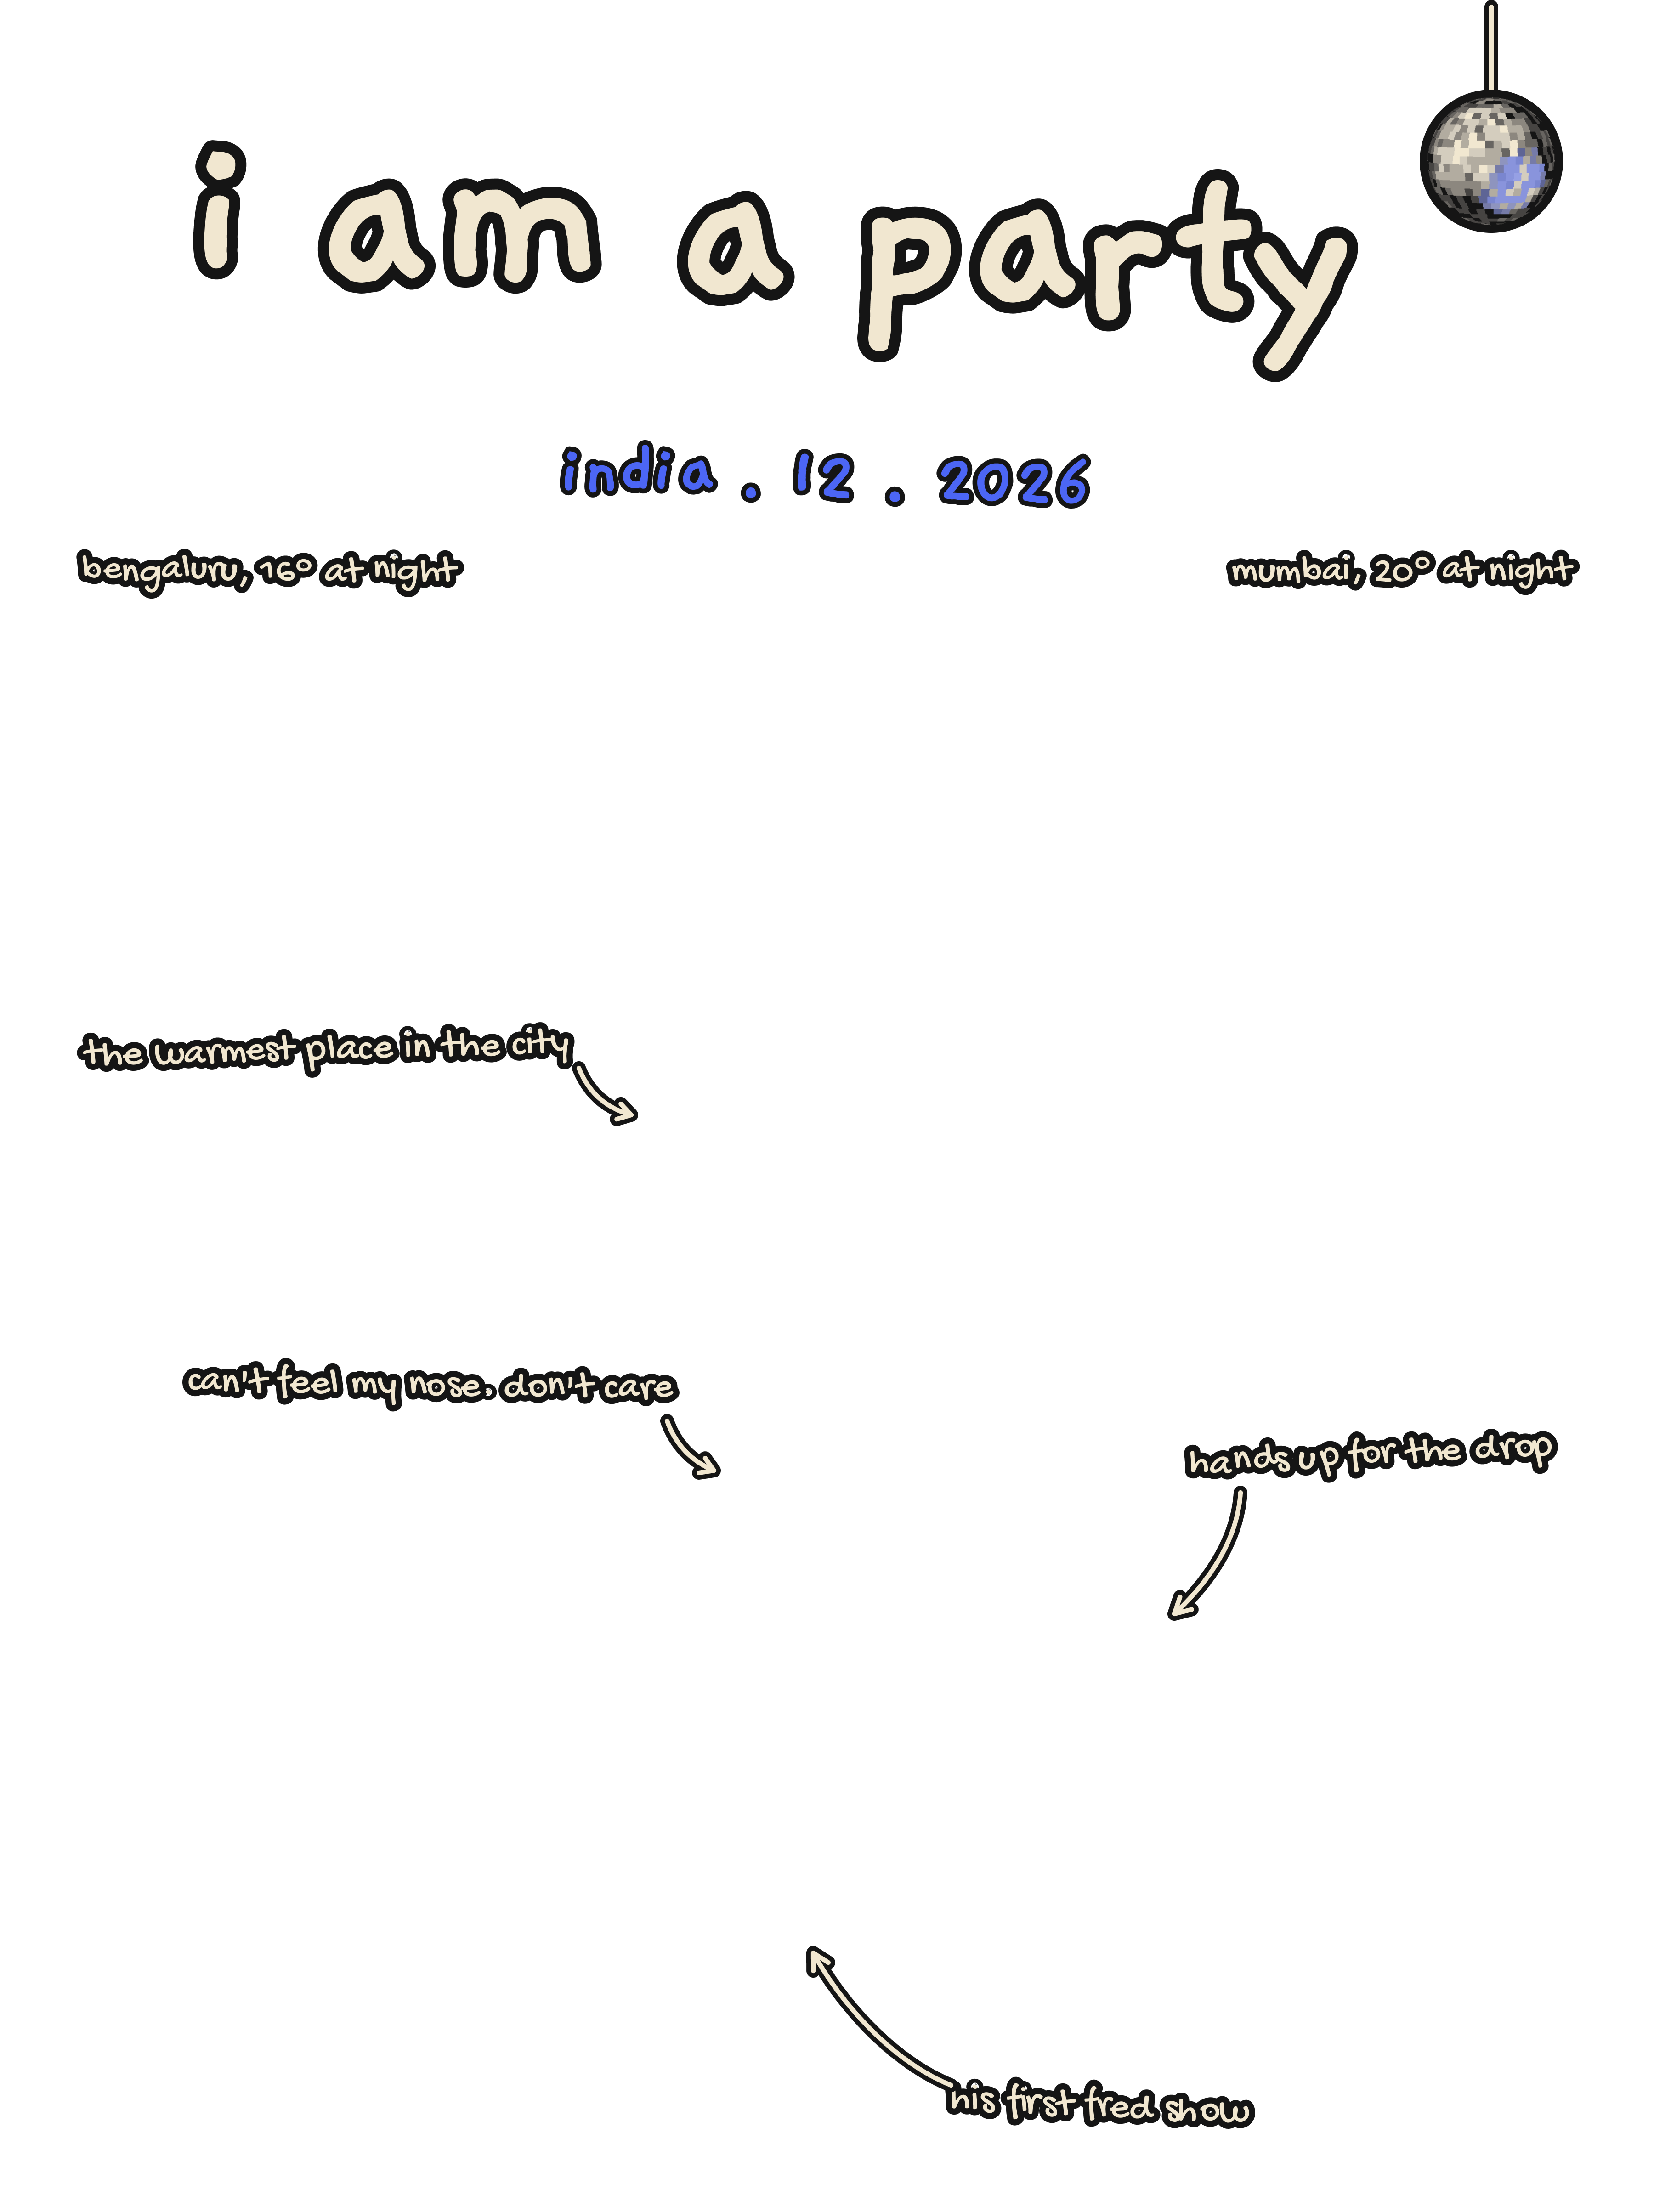 i am a party
india . 12 . 2026
bengaluru, 16° at night
mumbai, 20° at night
the warmest place in the city
can't feel my nose. don't care
hands up for the drop
his first fred show